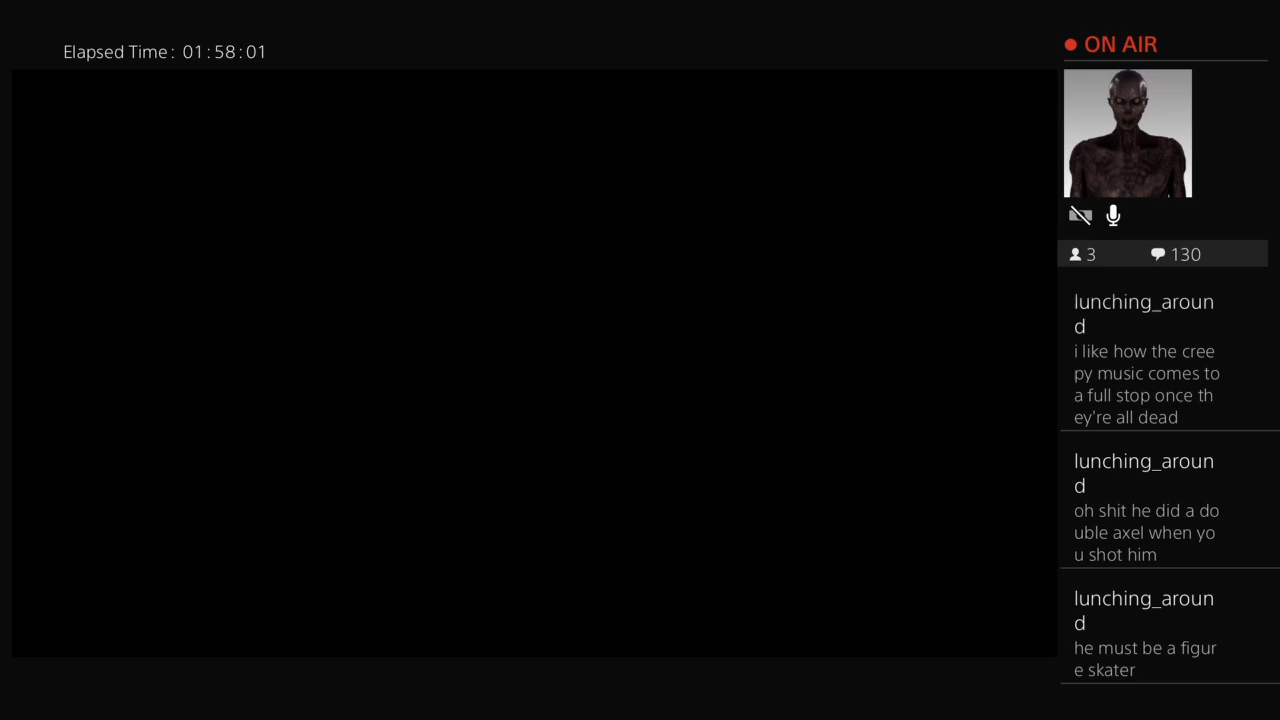 Elapsed Time: 01:58:01
ON AIR
3 130
lunching_aroun
d
i like how the cree
py music comes to
a full stop once th
ey're all dead
lunching_aroun
d
oh shit he did a do
uble axel when yo
u shot him
lunching_aroun
d
he must be a figur
e skater